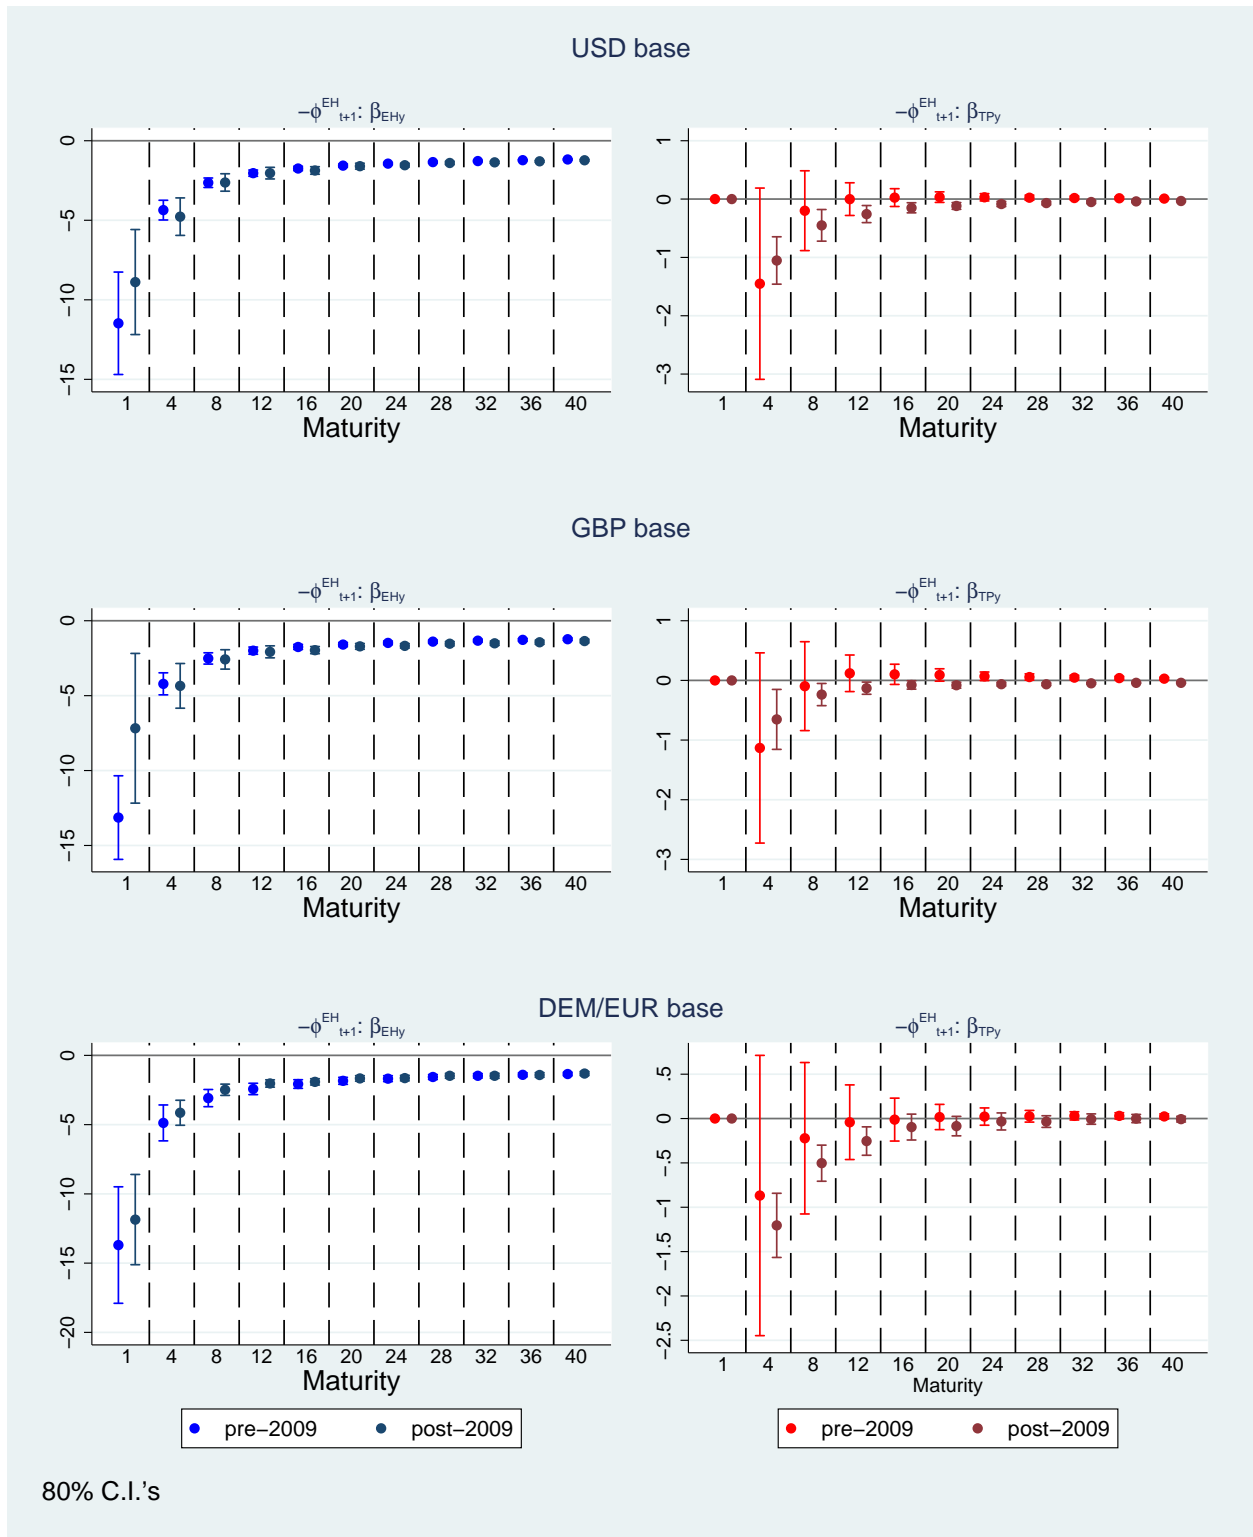 USD base
−ϕ^EH_t+1: β_EHy
−ϕ^EH_t+1: β_TPy
0
−5
−10
−15
1 4 8 12 16 20 24 28 32 36 40
Maturity
1
0
−1
−2
−3
1 4 8 12 16 20 24 28 32 36 40
Maturity
GBP base
−ϕ^EH_t+1: β_EHy
−ϕ^EH_t+1: β_TPy
0
−5
−10
−15
1 4 8 12 16 20 24 28 32 36 40
Maturity
1
0
−1
−2
−3
1 4 8 12 16 20 24 28 32 36 40
Maturity
DEM/EUR base
−ϕ^EH_t+1: β_EHy
−ϕ^EH_t+1: β_TPy
0
−5
−10
−15
−20
1 4 8 12 16 20 24 28 32 36 40
Maturity
.5
0
−.5
−1
−1.5
−2
−2.5
1 4 8 12 16 20 24 28 32 36 40
Maturity
pre−2009 post−2009
pre−2009 post−2009
80% C.I.'s